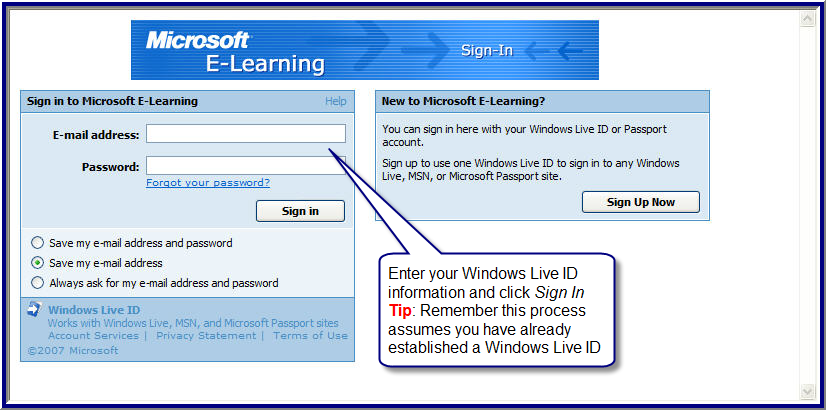 Microsoft
E-Learning
Sign-In
Sign in to Microsoft E-Learning
Help
E-mail address:
Password:
Forgot your password?
Sign in
Save my e-mail address and password
Save my e-mail address
Always ask for my e-mail address and password
Windows Live ID
Works with Windows Live, MSN, and Microsoft Passport sites
Account Services | Privacy Statement | Terms of Use
©2007 Microsoft
New to Microsoft E-Learning?
You can sign in here with your Windows Live ID or Passport
account.
Sign up to use one Windows Live ID to sign in to any Windows
Live, MSN, or Microsoft Passport site.
Sign Up Now
Enter your Windows Live ID
information and click Sign In
Tip: Remember this process
assumes you have already
established a Windows Live ID